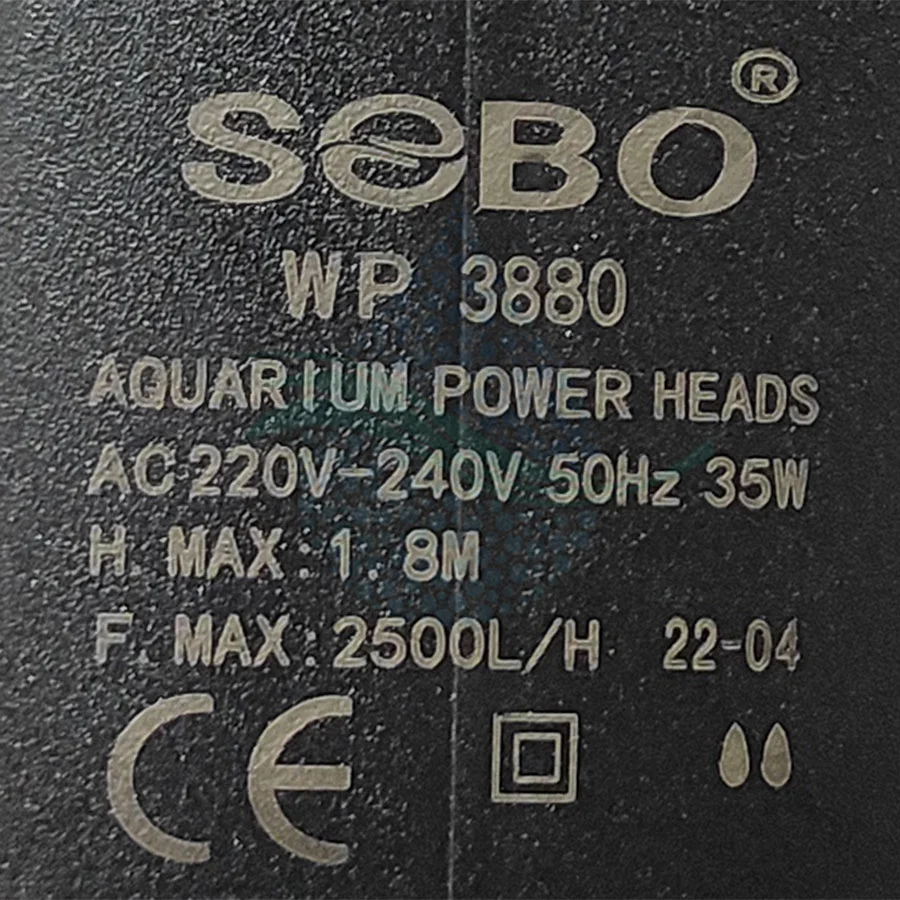 SOBO®
WP 3880
AQUARIUM POWER HEADS
AC 220V-240V 50Hz 35W
H. MAX: 1. 8M
F. MAX: 2500L/H 22-04
CE